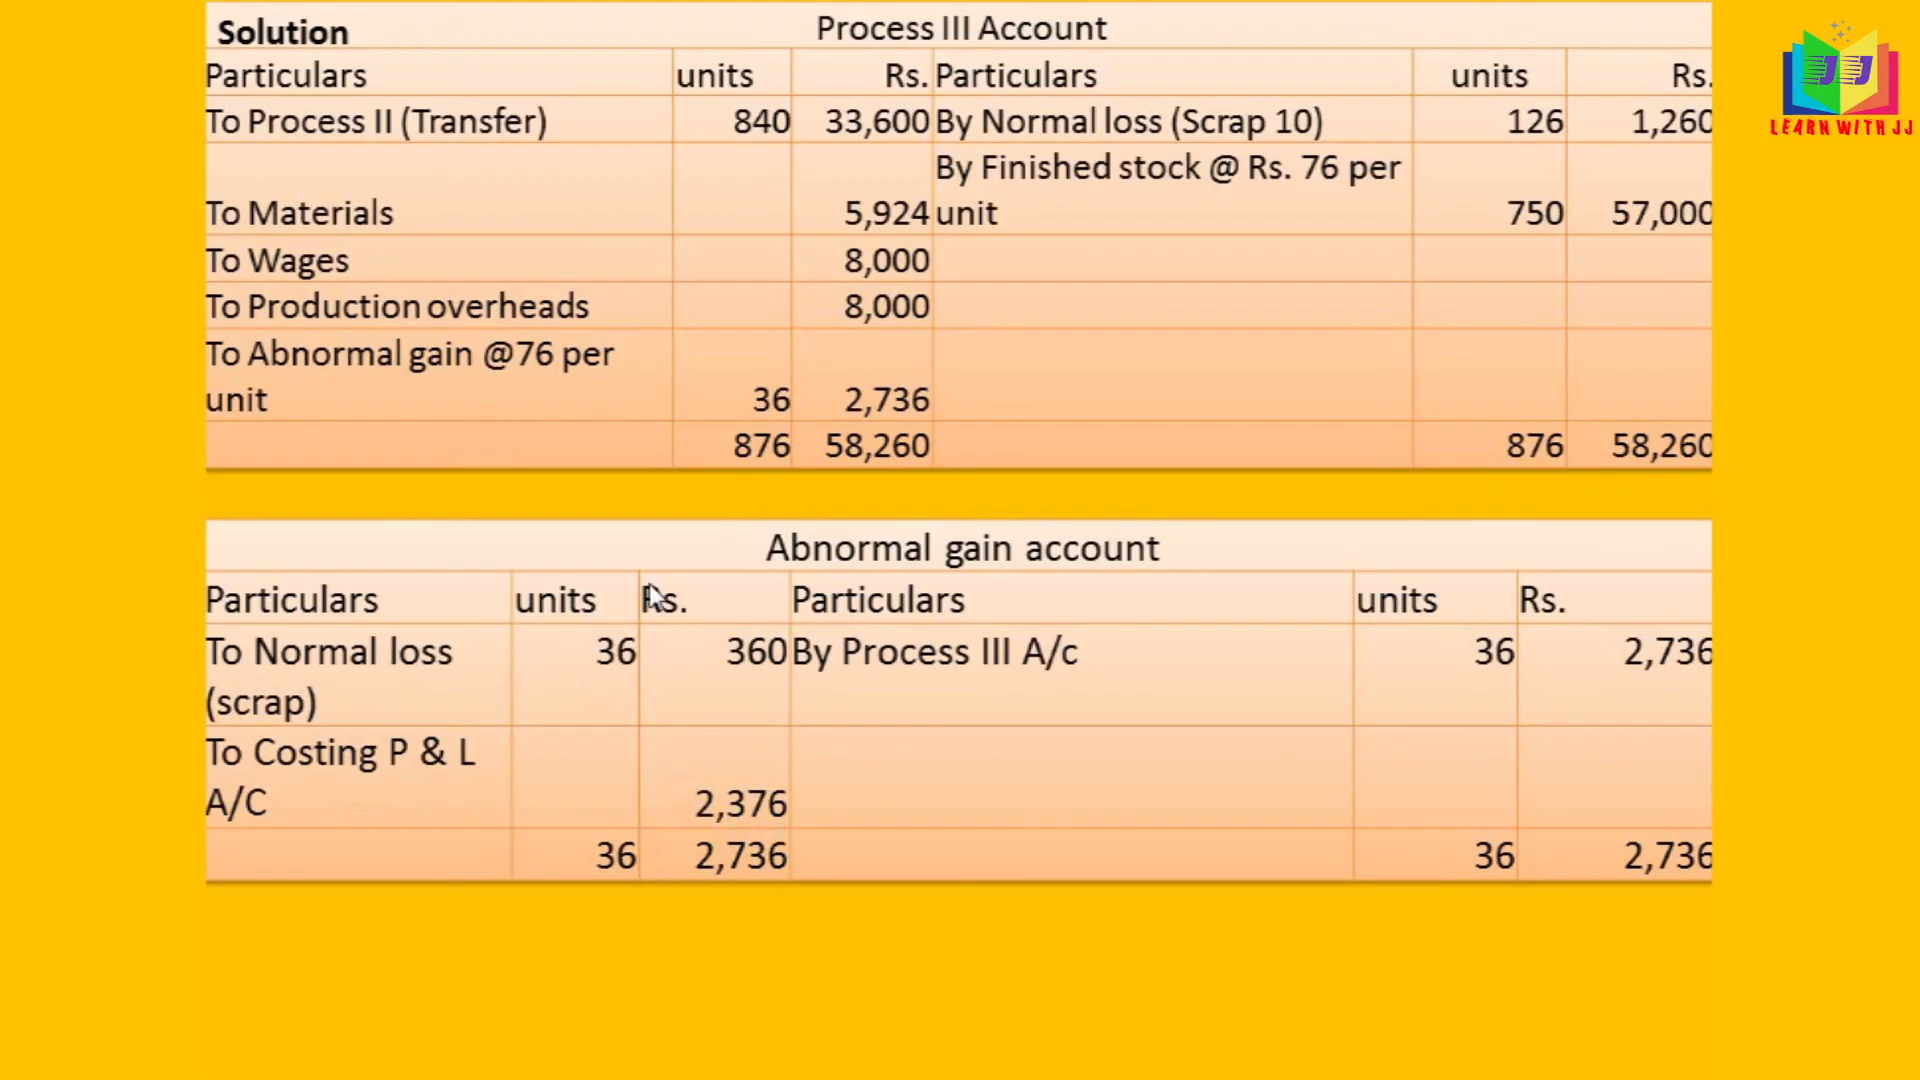 Solution Process III Account
Particulars units Rs. Particulars units Rs.
To Process II (Transfer) 840 33,600 By Normal loss (Scrap 10) 126 1,260
By Finished stock @ Rs. 76 per
To Materials 5,924 unit 750 57,000
To Wages 8,000
To Production overheads 8,000
To Abnormal gain @76 per
unit 36 2,736
876 58,260 876 58,260
Abnormal gain account
Particulars units Rs. Particulars units Rs.
To Normal loss 36 360 By Process III A/c 36 2,736
(scrap)
To Costing P & L
A/C 2,376
36 2,736 36 2,736
JJ
LEARN WITH JJ